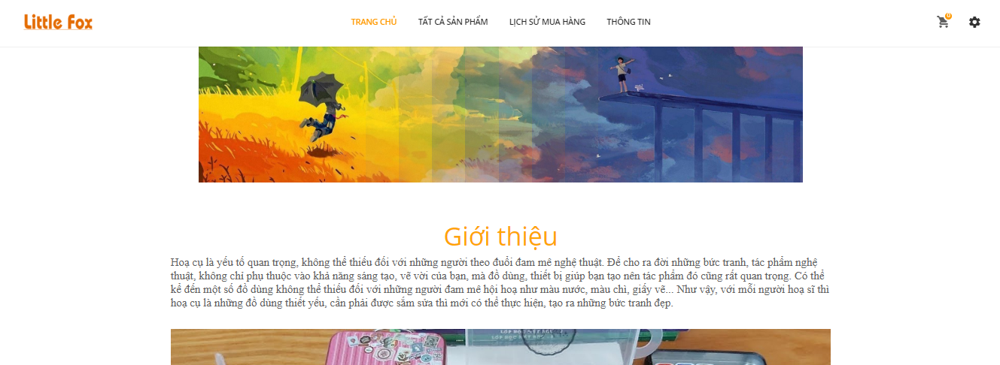 Little Fox
TRANG CHỦ
TẤT CẢ SẢN PHẨM
LỊCH SỬ MUA HÀNG
THÔNG TIN
0
Giới thiệu
Hoạ cụ là yếu tố quan trọng, không thể thiếu đối với những người theo đuổi đam mê nghệ thuật. Để cho ra đời những bức tranh, tác phẩm nghệ
thuật, không chỉ phụ thuộc vào khả năng sáng tạo, vẽ vời của bạn, mà đồ dùng, thiết bị giúp bạn tạo nên tác phẩm đó cũng rất quan trọng. Có thể
kể đến một số đồ dùng không thể thiếu đối với những người đam mê hội hoạ như màu nước, màu chì, giấy vẽ... Như vậy, với mỗi người hoạ sĩ thì
hoạ cụ là những đồ dùng thiết yếu, cần phải được sắm sửa thì mới có thể thực hiện, tạo ra những bức tranh đẹp.